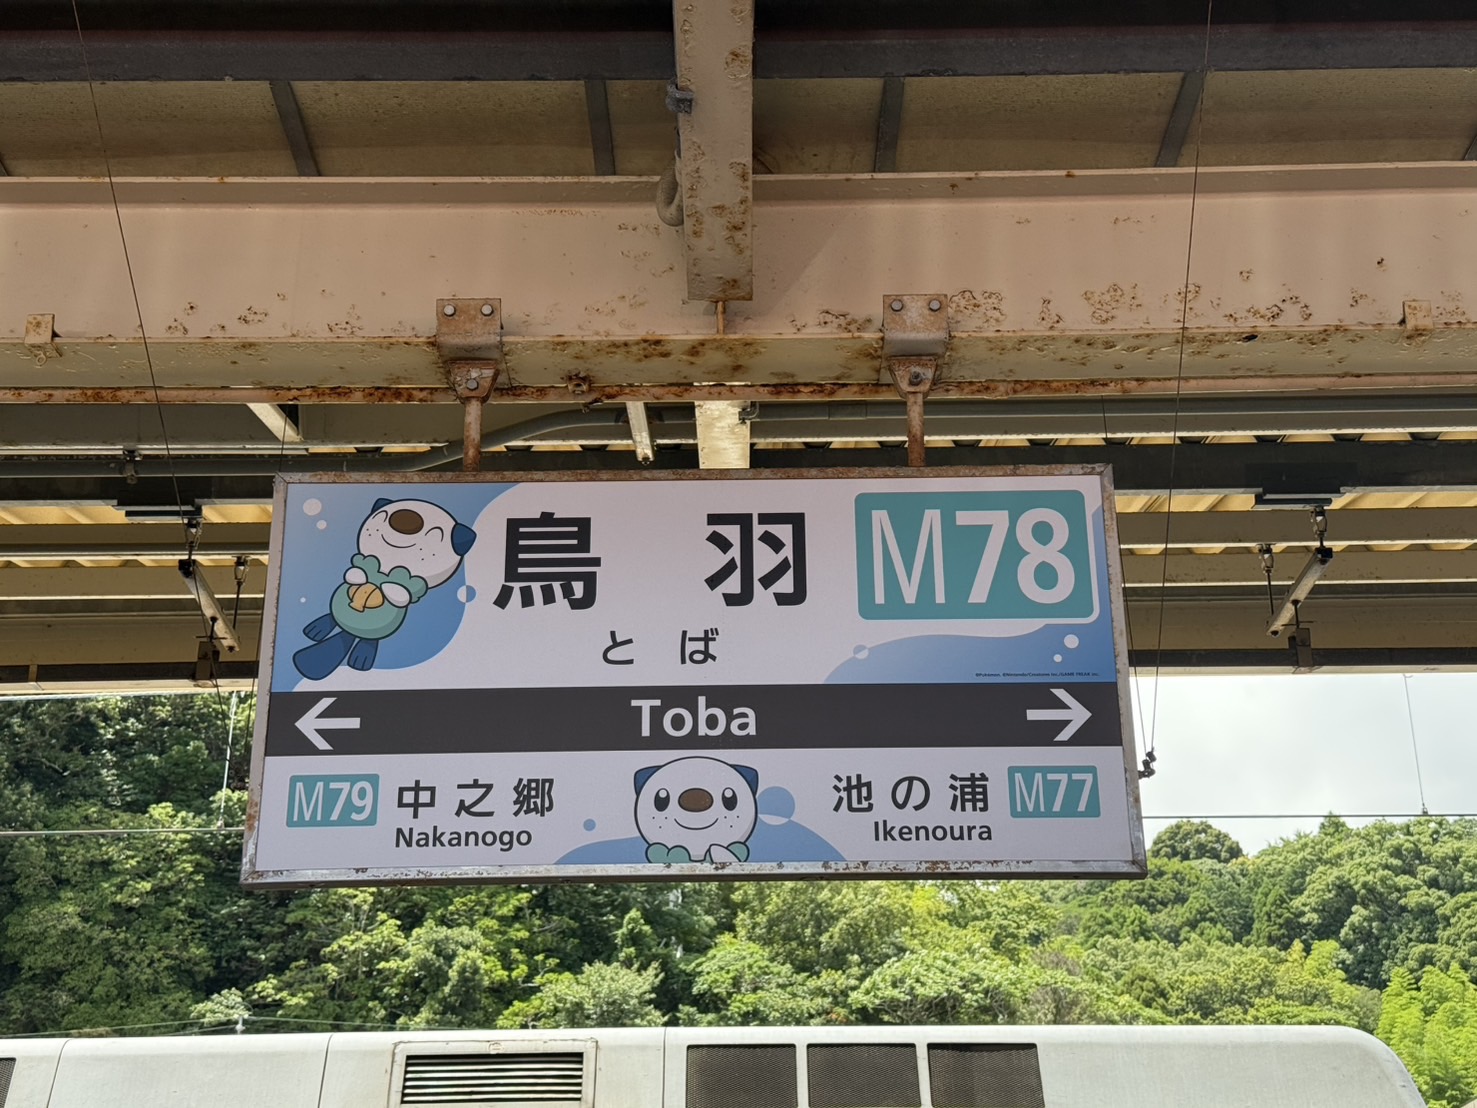 鳥羽 M78
とば
← Toba →
M79 中之郷
Nakanogo
池の浦 M77
Ikenoura